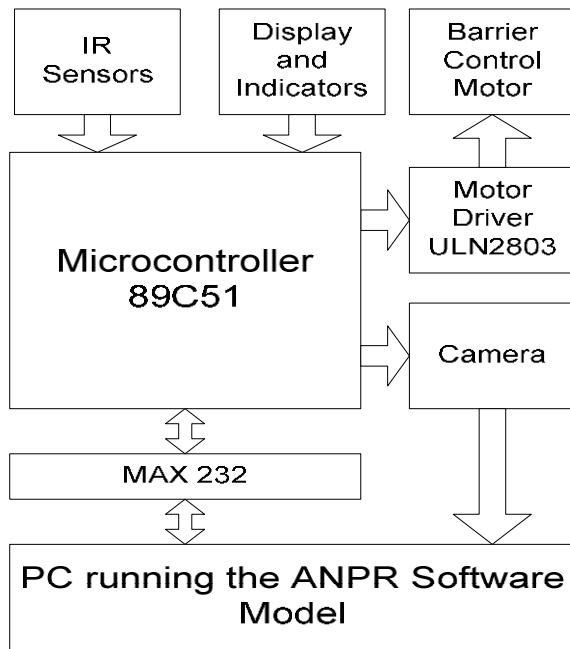 IR
Sensors
Display
and
Indicators
Barrier
Control
Motor
Microcontroller
89C51
Motor
Driver
ULN2803
Camera
MAX 232
PC running the ANPR Software
Model